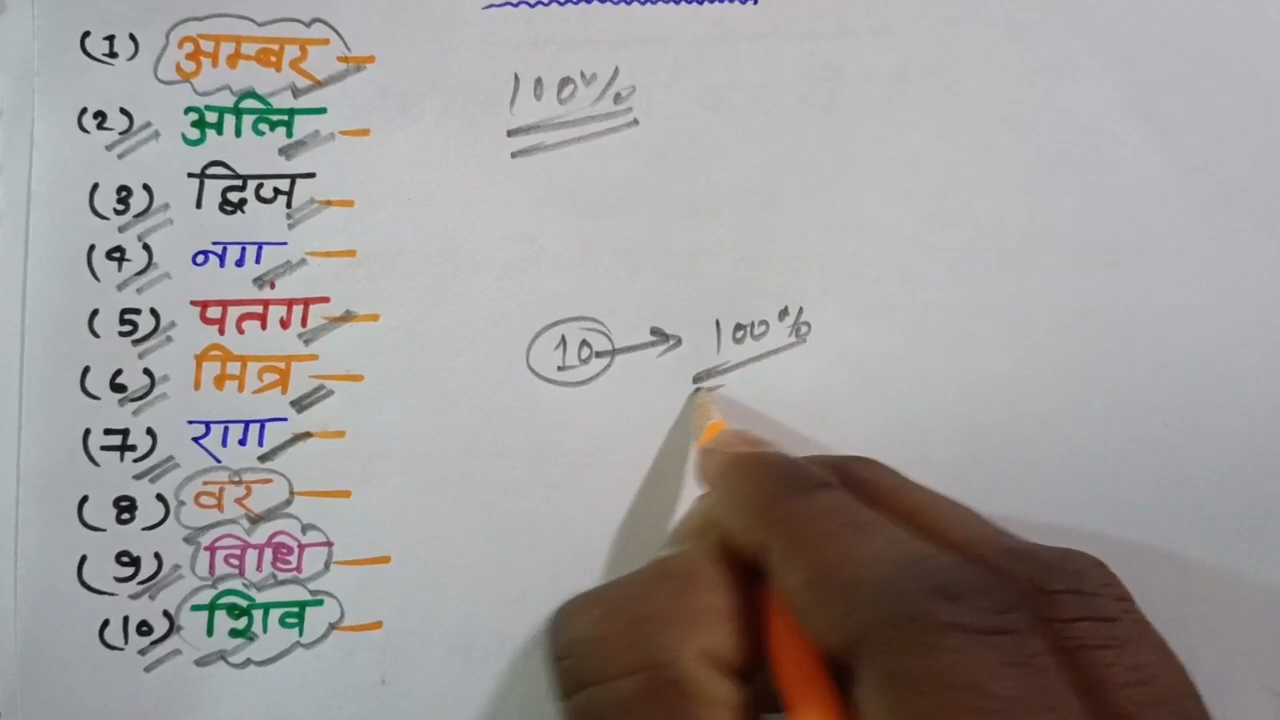 (1) अम्बर –
100%
(2) अलि –
(3) द्विज –
(4) नग –
(5) पतंग –
10 → 100%
(6) मित्र –
(7) राग –
(8) वर –
(9) विधि –
(10) शिव –